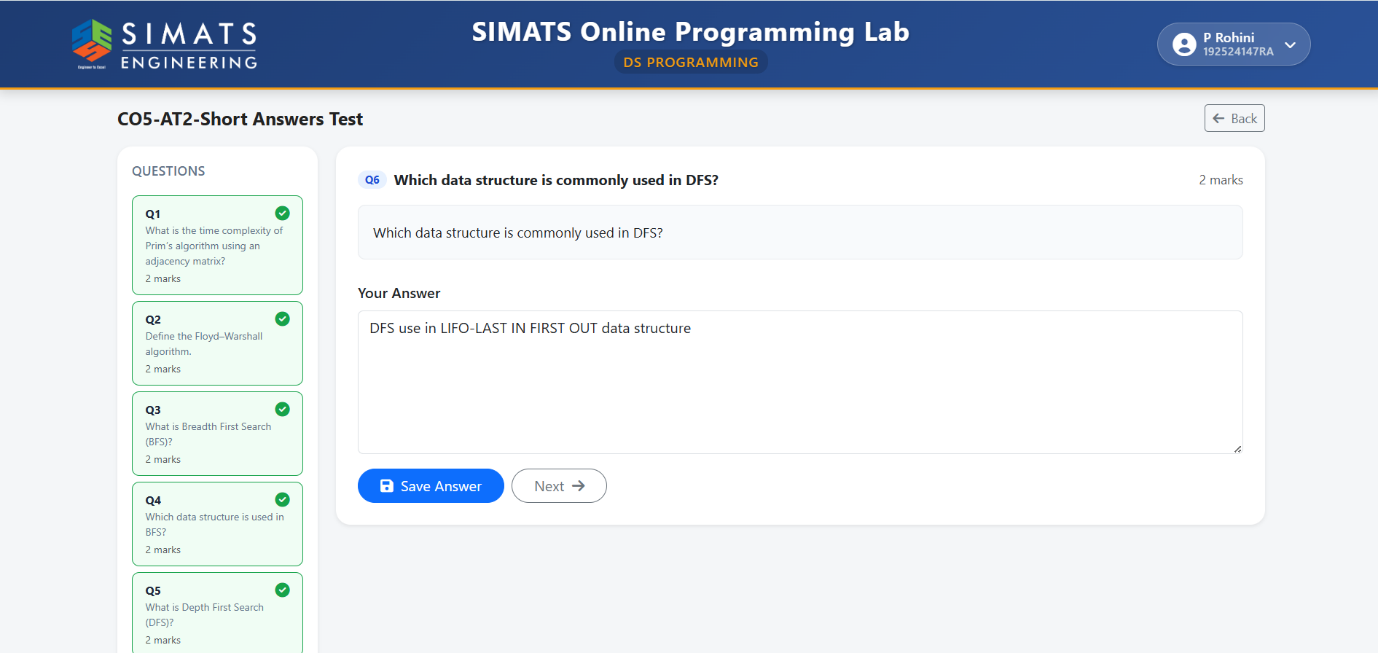 SIMATS
ENGINEERING
Engineer to Excel
SIMATS Online Programming Lab
DS PROGRAMMING
P Rohini
192524147RA
CO5-AT2-Short Answers Test
Back
QUESTIONS
Q1
What is the time complexity of
Prim's algorithm using an
adjacency matrix?
2 marks
Q2
Define the Floyd–Warshall
algorithm.
2 marks
Q3
What is Breadth First Search
(BFS)?
2 marks
Q4
Which data structure is used in
BFS?
2 marks
Q5
What is Depth First Search
(DFS)?
2 marks
Q6 Which data structure is commonly used in DFS? 2 marks
Which data structure is commonly used in DFS?
Your Answer
DFS use in LIFO-LAST IN FIRST OUT data structure
Save Answer Next